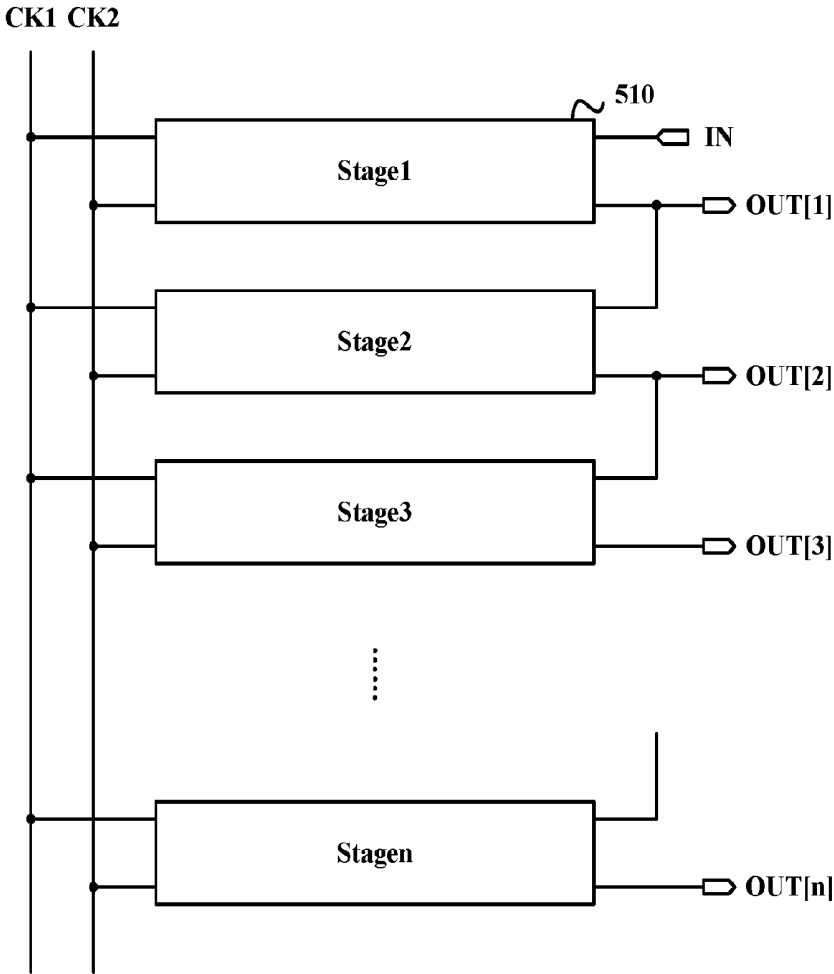 CK1 CK2
510
Stage1
IN
OUT[1]
Stage2
OUT[2]
Stage3
OUT[3]
Stagen
OUT[n]